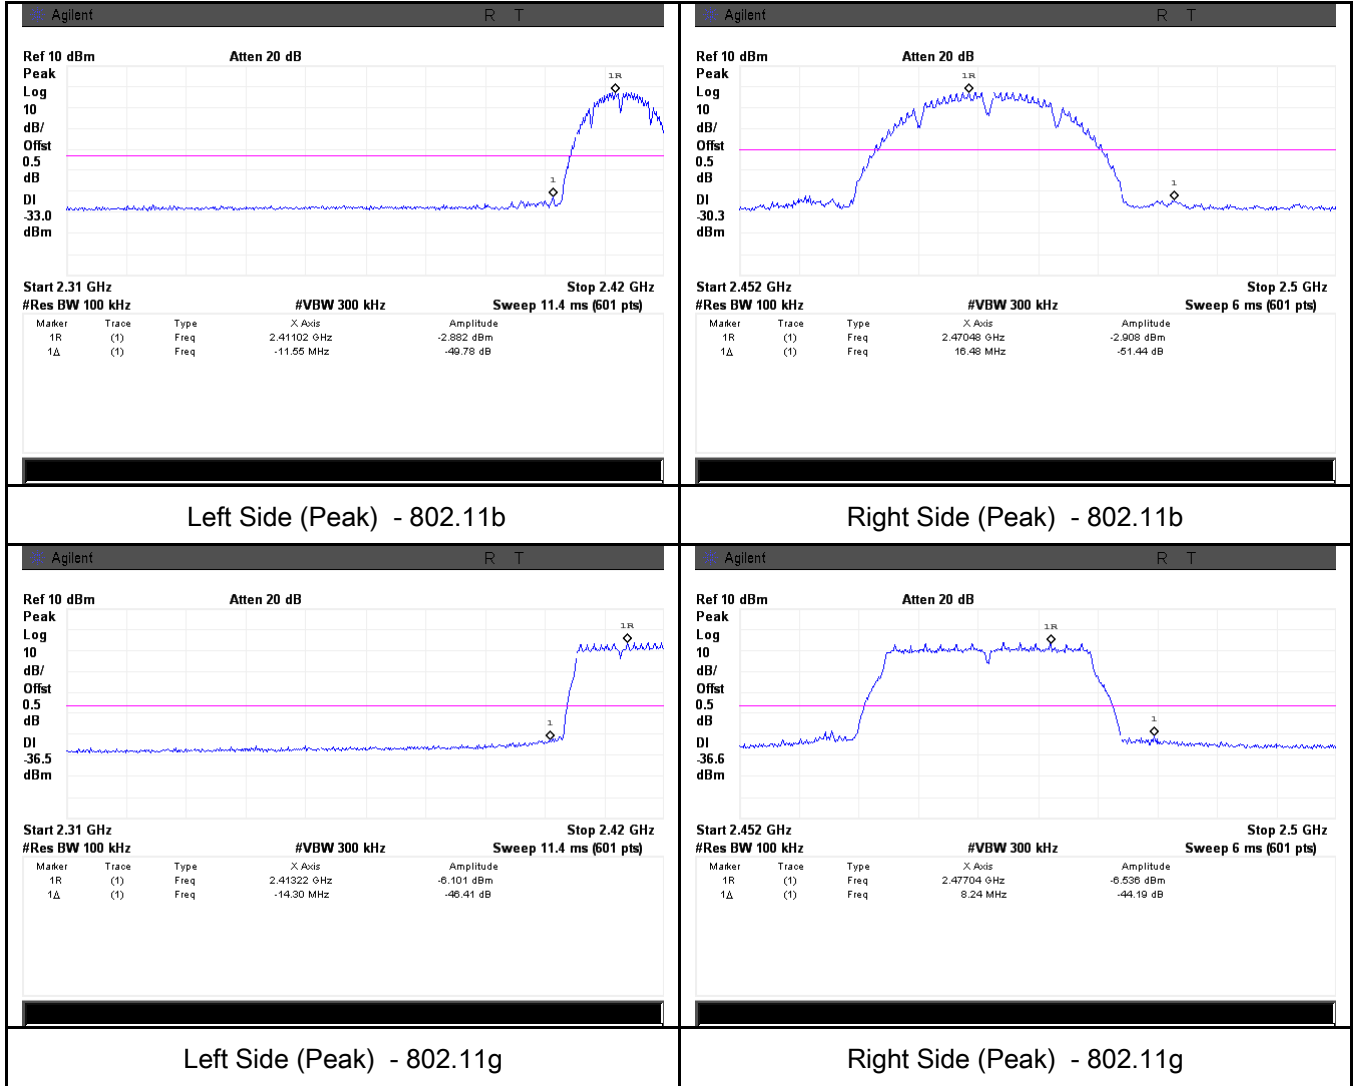 Agilent R T
Ref 10 dBm Atten 20 dB
Peak
Log
10
dB/
Offst
0.5
dB
DI
-33.0
dBm
1R
1
Start 2.31 GHz Stop 2.42 GHz
#Res BW 100 kHz #VBW 300 kHz Sweep 11.4 ms (601 pts)
Marker Trace Type X Axis Amplitude
1R (1) Freq 2.41102 GHz -2.882 dBm
1Δ (1) Freq -11.55 MHz -49.78 dB
Left Side (Peak) - 802.11b
Agilent R T
Ref 10 dBm Atten 20 dB
Peak
Log
10
dB/
Offst
0.5
dB
DI
-30.3
dBm
1R
1
Start 2.452 GHz Stop 2.5 GHz
#Res BW 100 kHz #VBW 300 kHz Sweep 6 ms (601 pts)
Marker Trace Type X Axis Amplitude
1R (1) Freq 2.47048 GHz -2.908 dBm
1Δ (1) Freq 16.48 MHz -51.44 dB
Right Side (Peak) - 802.11b
Agilent R T
Ref 10 dBm Atten 20 dB
Peak
Log
10
dB/
Offst
0.5
dB
DI
-36.5
dBm
1R
1
Start 2.31 GHz Stop 2.42 GHz
#Res BW 100 kHz #VBW 300 kHz Sweep 11.4 ms (601 pts)
Marker Trace Type X Axis Amplitude
1R (1) Freq 2.41322 GHz -6.101 dBm
1Δ (1) Freq -14.30 MHz -46.41 dB
Left Side (Peak) - 802.11g
Agilent R T
Ref 10 dBm Atten 20 dB
Peak
Log
10
dB/
Offst
0.5
dB
DI
-36.6
dBm
1R
1
Start 2.452 GHz Stop 2.5 GHz
#Res BW 100 kHz #VBW 300 kHz Sweep 6 ms (601 pts)
Marker Trace Type X Axis Amplitude
1R (1) Freq 2.47704 GHz -6.536 dBm
1Δ (1) Freq 8.24 MHz -44.19 dB
Right Side (Peak) - 802.11g